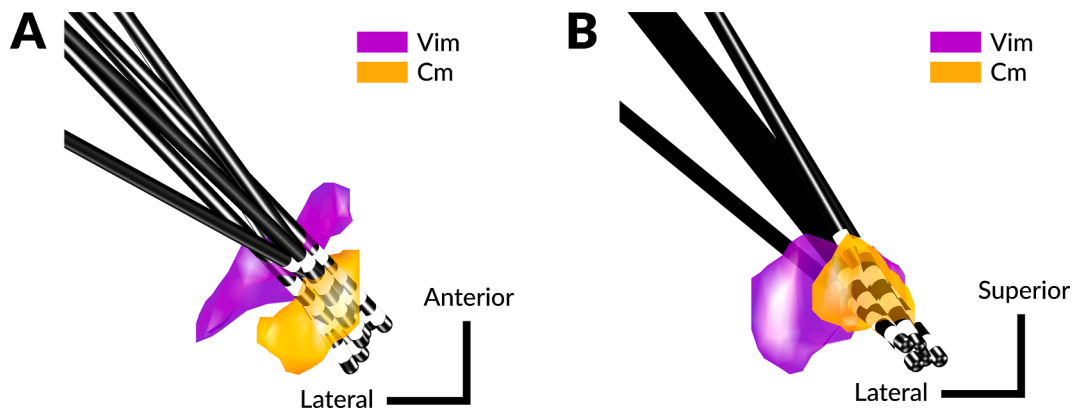 A
Vim
Cm
Anterior
Lateral
B
Vim
Cm
Superior
Lateral